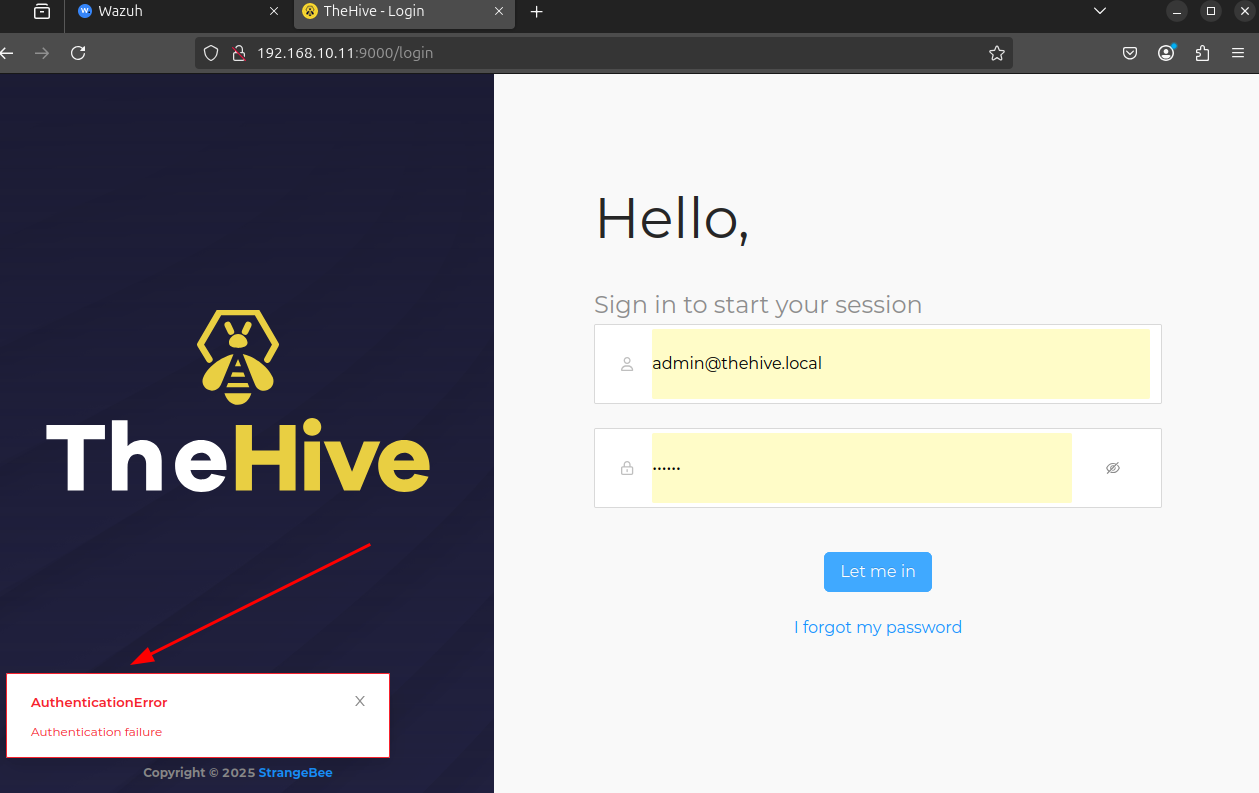 Wazuh
TheHive - Login
192.168.10.11:9000/login
Hello,
Sign in to start your session
admin@thehive.local
••••••
Let me in
I forgot my password
TheHive
AuthenticationError
X
Authentication failure
Copyright © 2025 StrangeBee